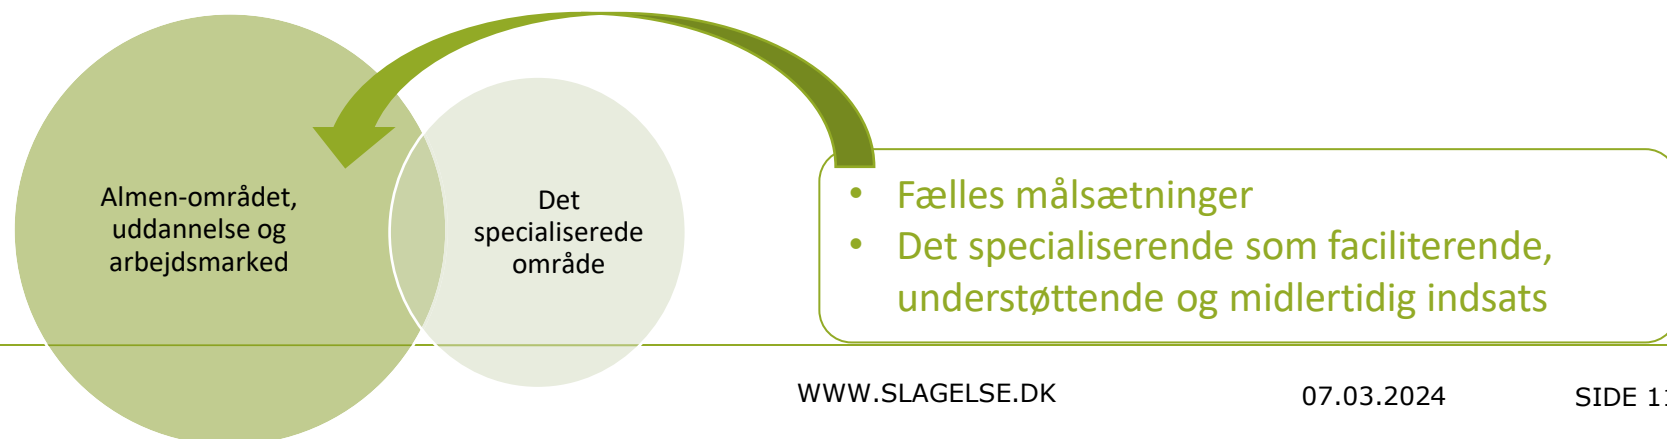 Almen-området,
uddannelse og
arbejdsmarked
Det
specialiserede
område
• Fælles målsætninger
• Det specialiserende som faciliterende,
understøttende og midlertidig indsats
WWW.SLAGELSE.DK
07.03.2024
SIDE 11